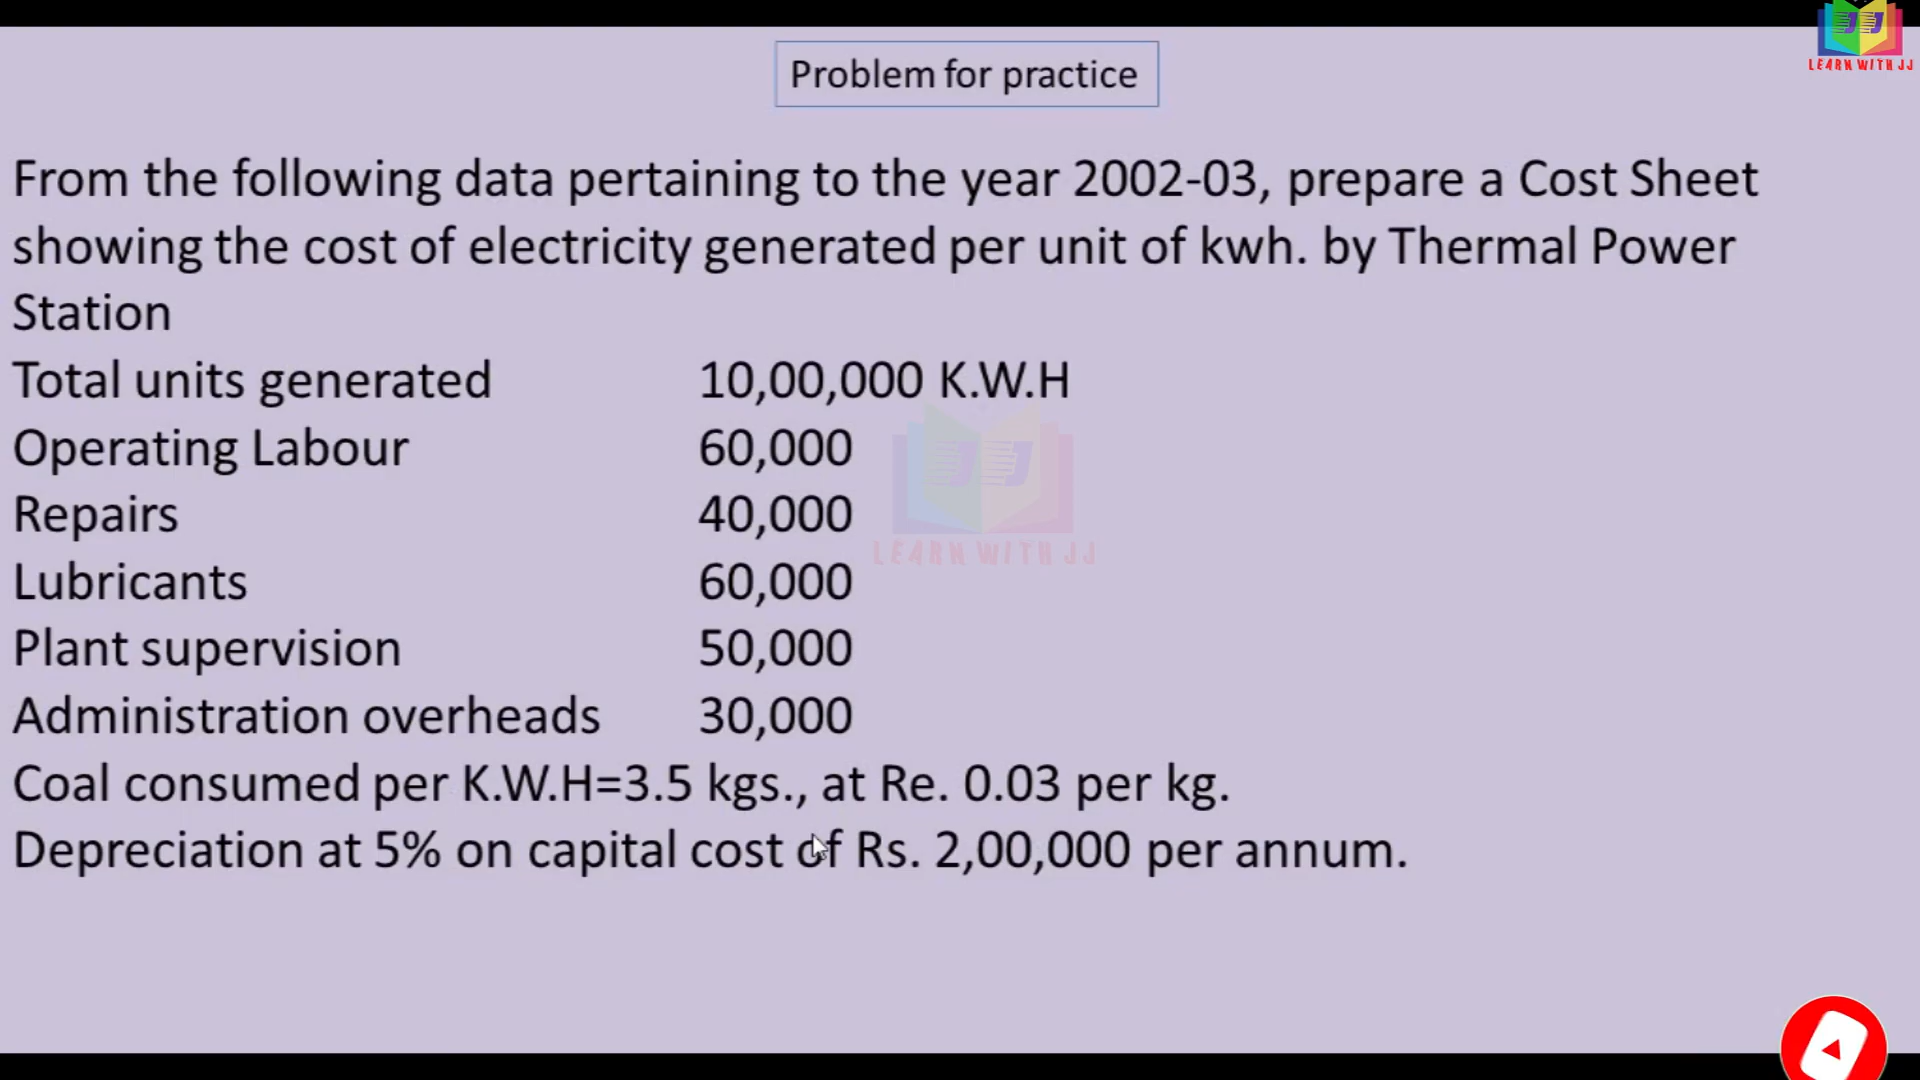 LEARN WITH JJ
Problem for practice
From the following data pertaining to the year 2002-03, prepare a Cost Sheet
showing the cost of electricity generated per unit of kwh. by Thermal Power
Station
Total units generated 10,00,000 K.W.H
Operating Labour 60,000
Repairs 40,000
Lubricants 60,000
Plant supervision 50,000
Administration overheads 30,000
Coal consumed per K.W.H=3.5 kgs., at Re. 0.03 per kg.
Depreciation at 5% on capital cost of Rs. 2,00,000 per annum.
JJ
LEARN WITH JJ